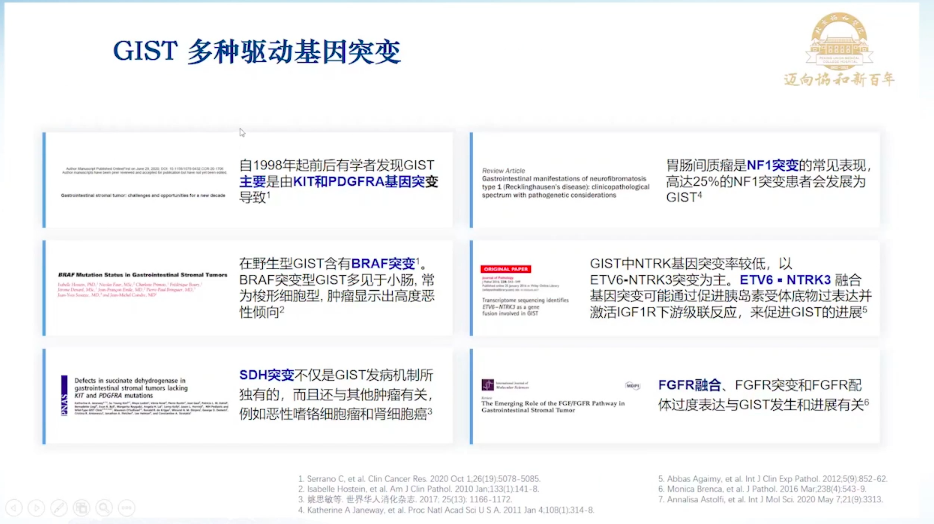 GIST 多种驱动基因突变
迈向协和新百年
Gastrointestinal stromal tumor: challenges and opportunities for a new decade
自1998年起前后有学者发现GIST
主要是由KIT和PDGFRA基因突变
导致1
Review Article
Gastrointestinal manifestations of neurofibromatosis
type 1 (Recklinghausen's disease): clinicopathological
spectrum with pathogenetic considerations
胃肠间质瘤是NF1突变的常见表现，
高达25%的NF1突变患者会发展为
GIST4
BRAF Mutation Status in Gastrointestinal Stromal Tumors
在野生型GIST含有BRAF突变1。
BRAF突变型GIST多见于小肠, 常
为梭形细胞型, 肿瘤显示出高度恶
性倾向2
ORIGINAL PAPER
Transcriptome sequencing identifies
ETV6-NTRK3 as a gene
fusion involved in GIST
GIST中NTRK基因突变率较低，以
ETV6-NTRK3突变为主。ETV6 - NTRK3 融合
基因突变可能通过促进胰岛素受体底物过表达并
激活IGF1R下游级联反应，来促进GIST的进展5
PNAS
Defects in succinate dehydrogenase in
gastrointestinal stromal tumors lacking
KIT and PDGFRA mutations
SDH突变不仅是GIST发病机制所
独有的，而且还与其他肿瘤有关，
例如恶性嗜铬细胞瘤和肾细胞癌3
International Journal of
Molecular Sciences
MDPI
Review
The Emerging Role of the FGF/FGFR Pathway in
Gastrointestinal Stromal Tumor
FGFR融合、FGFR突变和FGFR配
体过度表达与GIST发生和进展有关6
1. Serrano C, et al. Clin Cancer Res. 2020 Oct 1.26(19):5078-5085.
2. Isabelle Hostein, et al. Am J Clin Pathol. 2010 Jan;133(1).141-8.
3. 姚思敏等. 世界华人消化杂志. 2017, 25(13). 1166-1172.
4. Katherine A Janeway, et al. Proc Natl Acad Sci U S A. 2011 Jan 4;108(1):314-8.
5. Abbas Agaimy, et al. Int J Clin Exp Pathol. 2012.5(9):852-62.
6. Monica Brenca, et al. J Pathol. 2016 Mar;238(4):543-9.
7. Annalisa Astolfi, et al. Int J Mol Sci. 2020 May 7,21(9):3313.